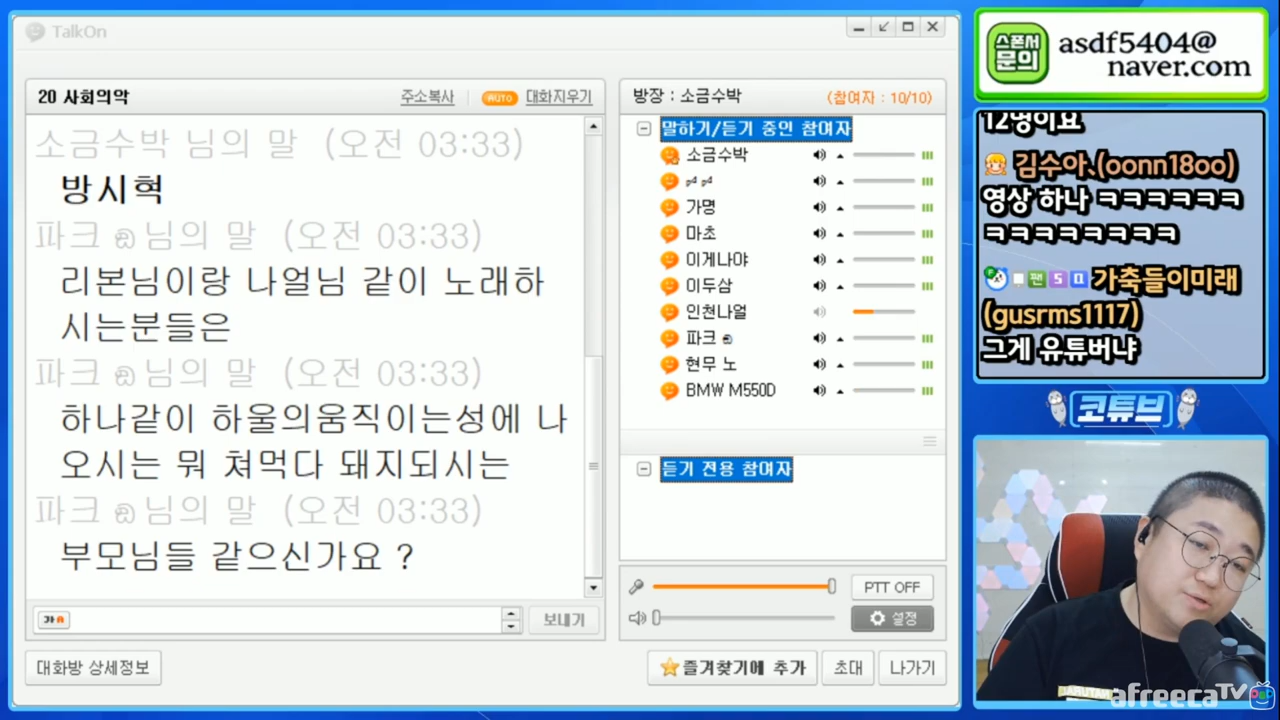 TalkOn
20 사회의악
주소복사
AUTO
대화지우기
소금수박 님의 말 (오전 03:33)
방시혁
파크 ฅ 님의 말 (오전 03:33)
리본님이랑 나얼님 같이 노래하
시는분들은
파크 ฅ 님의 말 (오전 03:33)
하나같이 하울의움직이는성에 나
오시는 뭐 쳐먹다 돼지되시는
파크 ฅ 님의 말 (오전 03:33)
부모님들 같으신가요 ?
가A
보내기
대화방 상세정보
방장 : 소금수박
(참여자 : 10/10)
말하기/듣기 중인 참여자
소금수박
가명
마초
이게나야
이두삼
인천나얼
파크 ฅ
현무 노
BMW M550D
듣기 전용 참여자
PTT OFF
설정
즐겨찾기에 추가
초대
나가기
스폰서
문의
asdf5404@
naver.com
12명이요
김수아.(oonn18oo)
영상 하나 ㅋㅋㅋㅋㅋㅋ
ㅋㅋㅋㅋㅋㅋㅋㅋ
F 팬 5 가축들이미래
(gusrms1117)
그게 유튜버냐
코튜브
afreecaTV